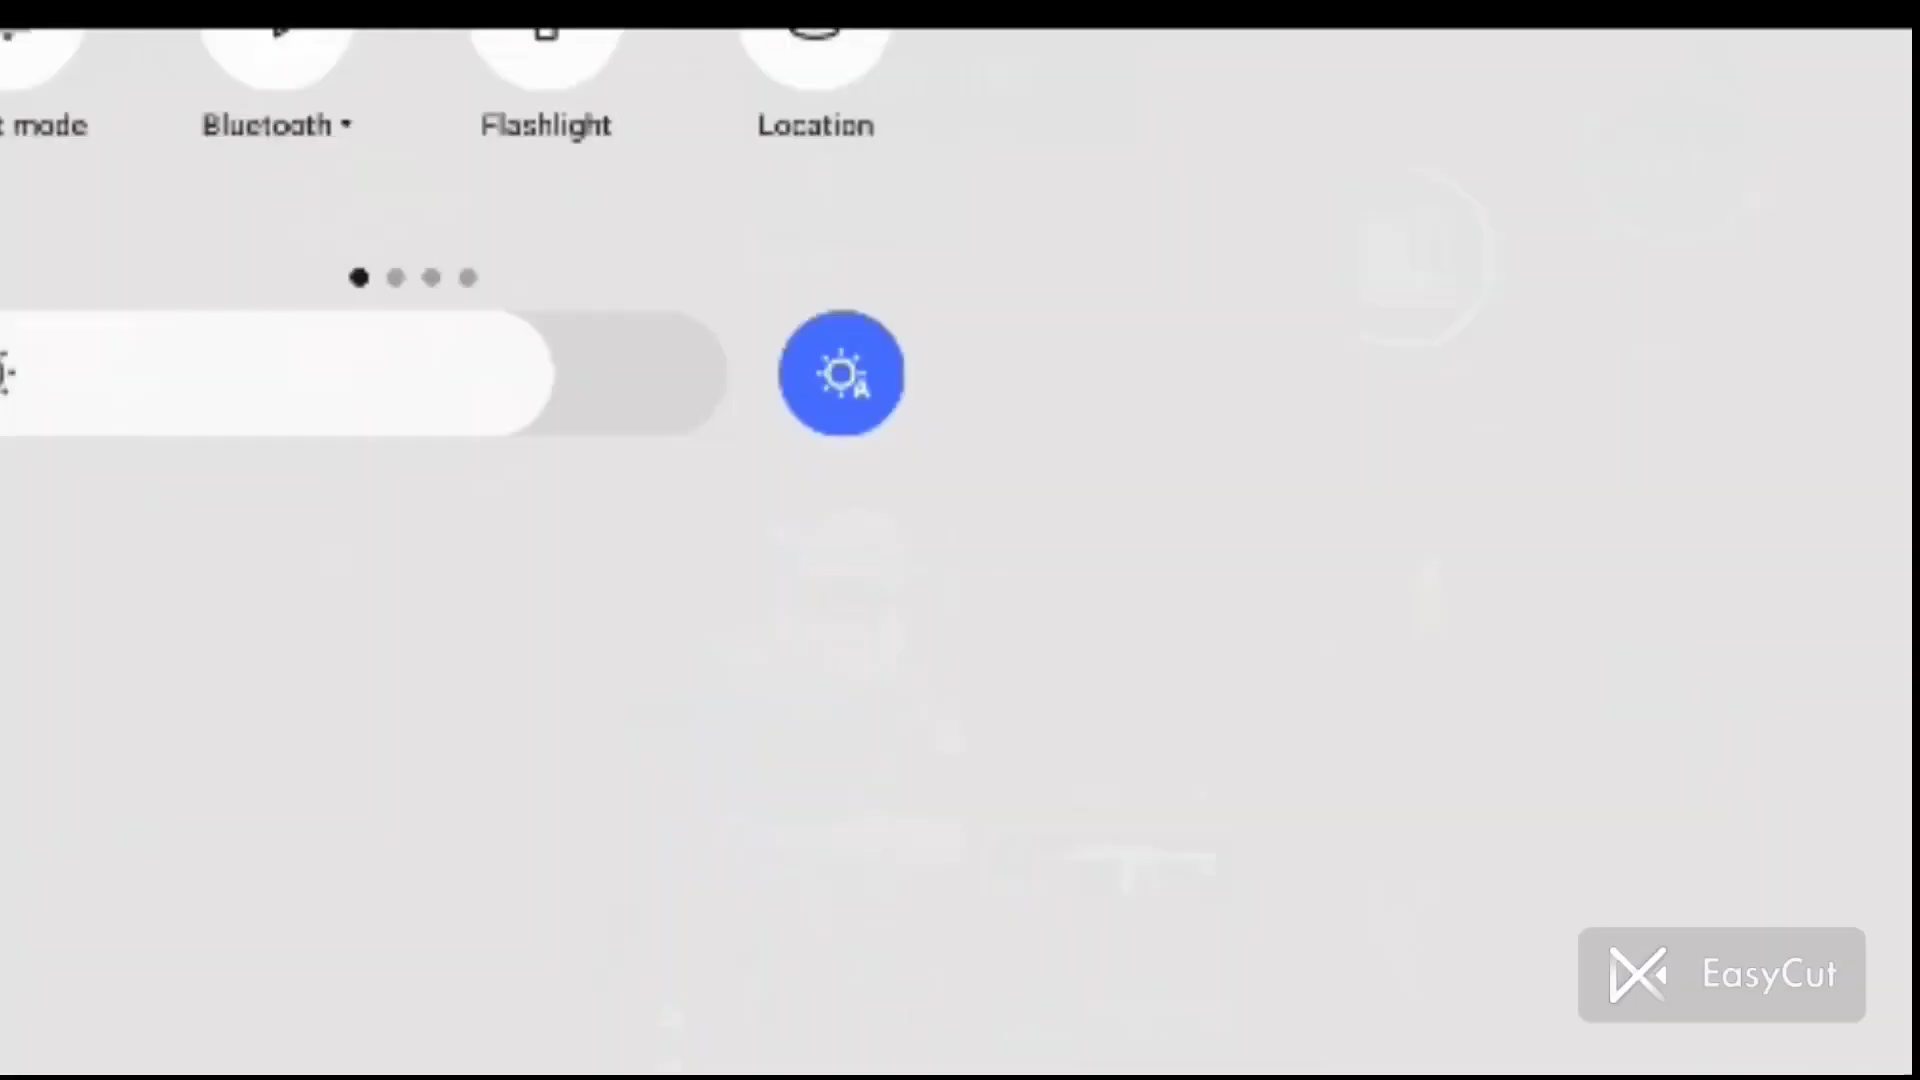 t mode
Bluetooth
Flashlight
Location
A
EasyCut